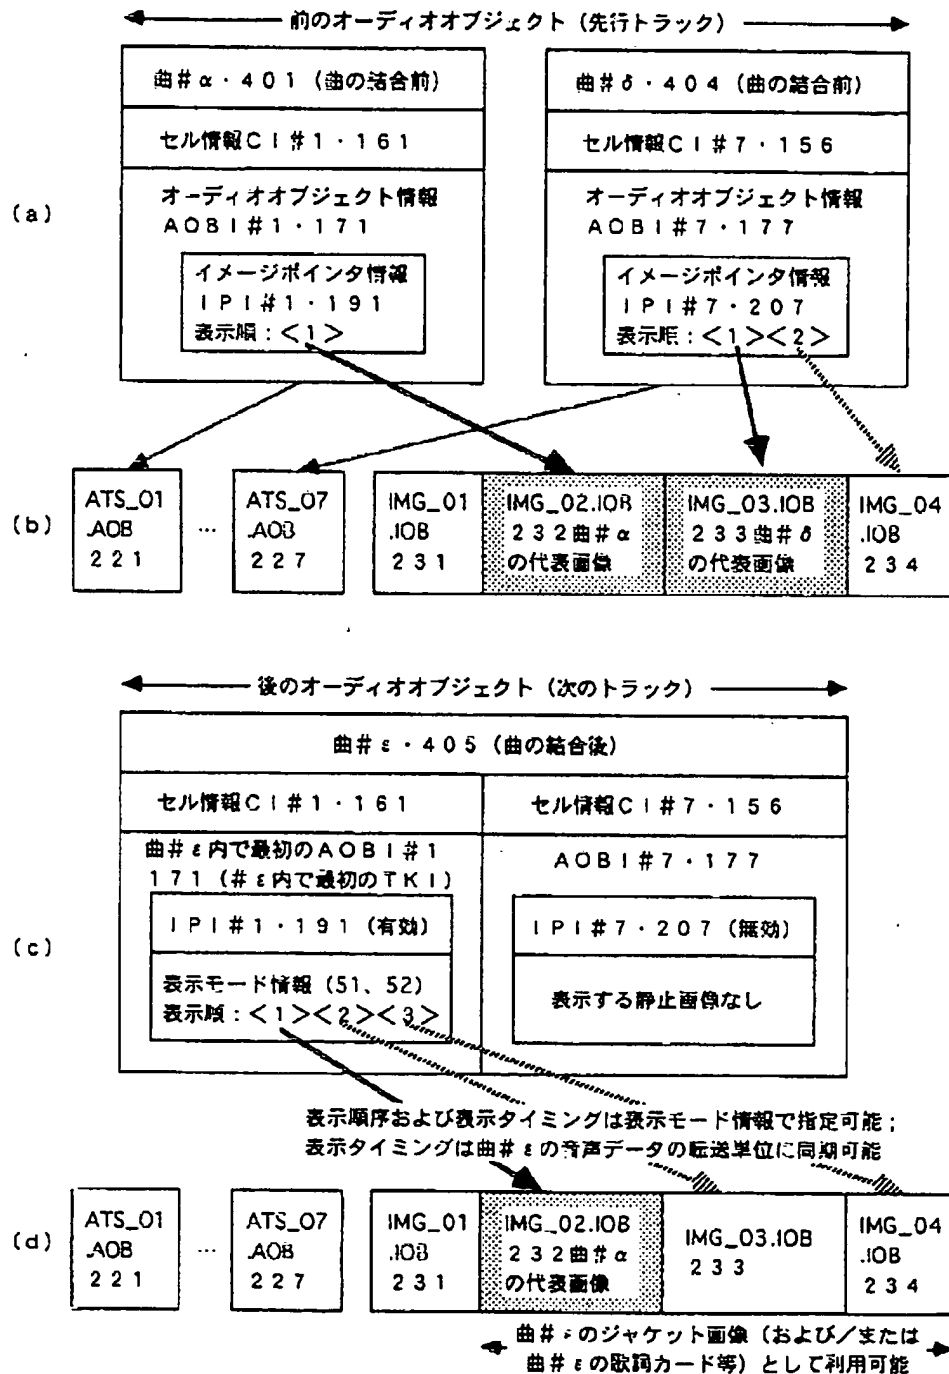 前のオーディオオブジェクト（先行トラック）
曲＃α・４０１（曲の結合前）
曲＃δ・４０４（曲の結合前）
セル情報ＣＩ＃１・１６１
セル情報ＣＩ＃７・１５６
(a)
オーディオオブジェクト情報
ＡＯＢＩ＃１・１７１
イメージポインタ情報
ＩＰＩ＃１・１９１
表示順：＜１＞
オーディオオブジェクト情報
ＡＯＢＩ＃７・１７７
イメージポインタ情報
ＩＰＩ＃７・２０７
表示順：＜１＞＜２＞
(b)
ATS_01
.AOB
２２１
…
ATS_07
.AOB
２２７
IMG_01
.IOB
２３１
IMG_02.IOB
２３２曲＃α
の代表画像
IMG_03.IOB
２３３曲＃δ
の代表画像
IMG_04
.IOB
２３４
後のオーディオオブジェクト（次のトラック）
曲＃ε・４０５（曲の結合後）
セル情報ＣＩ＃１・１６１
セル情報ＣＩ＃７・１５６
(c)
曲＃ε内で最初のＡＯＢＩ＃１
１７１（＃ε内で最初のＴＫＩ）
ＩＰＩ＃１・１９１（有効）
表示モード情報（51、52）
表示順：＜１＞＜２＞＜３＞
ＡＯＢＩ＃７・１７７
ＩＰＩ＃７・２０７（無効）
表示する静止画像なし
表示順序および表示タイミングは表示モード情報で指定可能；
表示タイミングは曲＃εの音声データの転送単位に同期可能
(d)
ATS_01
.AOB
２２１
…
ATS_07
.AOB
２２７
IMG_01
.IOB
２３１
IMG_02.IOB
２３２曲＃α
の代表画像
IMG_03.IOB
２３３
IMG_04
.IOB
２３４
曲＃εのジャケット画像（および／または
曲＃εの歌詞カード等）として利用可能